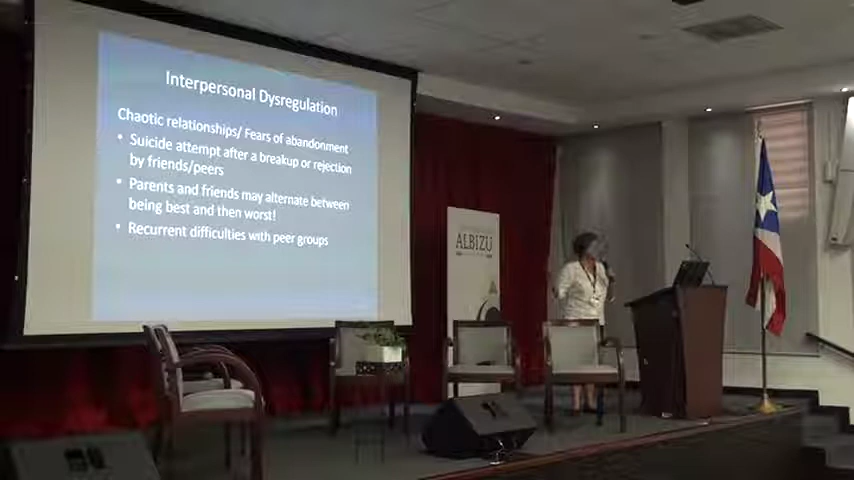 Interpersonal Dysregulation
Chaotic relationships/ Fears of abandonment
• Suicide attempt after a breakup or rejection
by friends/peers
• Parents and friends may alternate between
being best and then worst!
• Recurrent difficulties with peer groups
ALBIZU